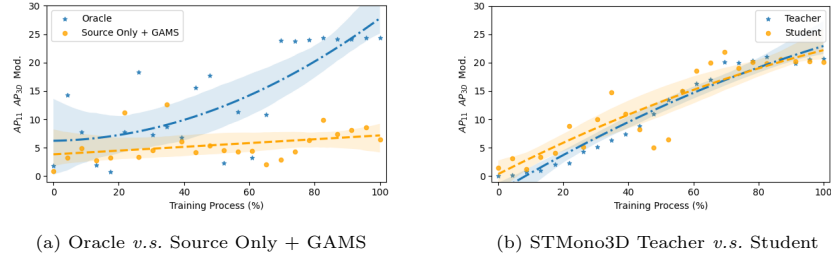 30
25
20
15
10
5
0
AP11 AP3D Mod.
Oracle
Source Only + GAMS
0 20 40 60 80 100
Training Process (%)
(a) Oracle v.s. Source Only + GAMS
30
25
20
15
10
5
0
AP11 AP3D Mod.
Teacher
Student
0 20 40 60 80 100
Training Process (%)
(b) STMono3D Teacher v.s. Student